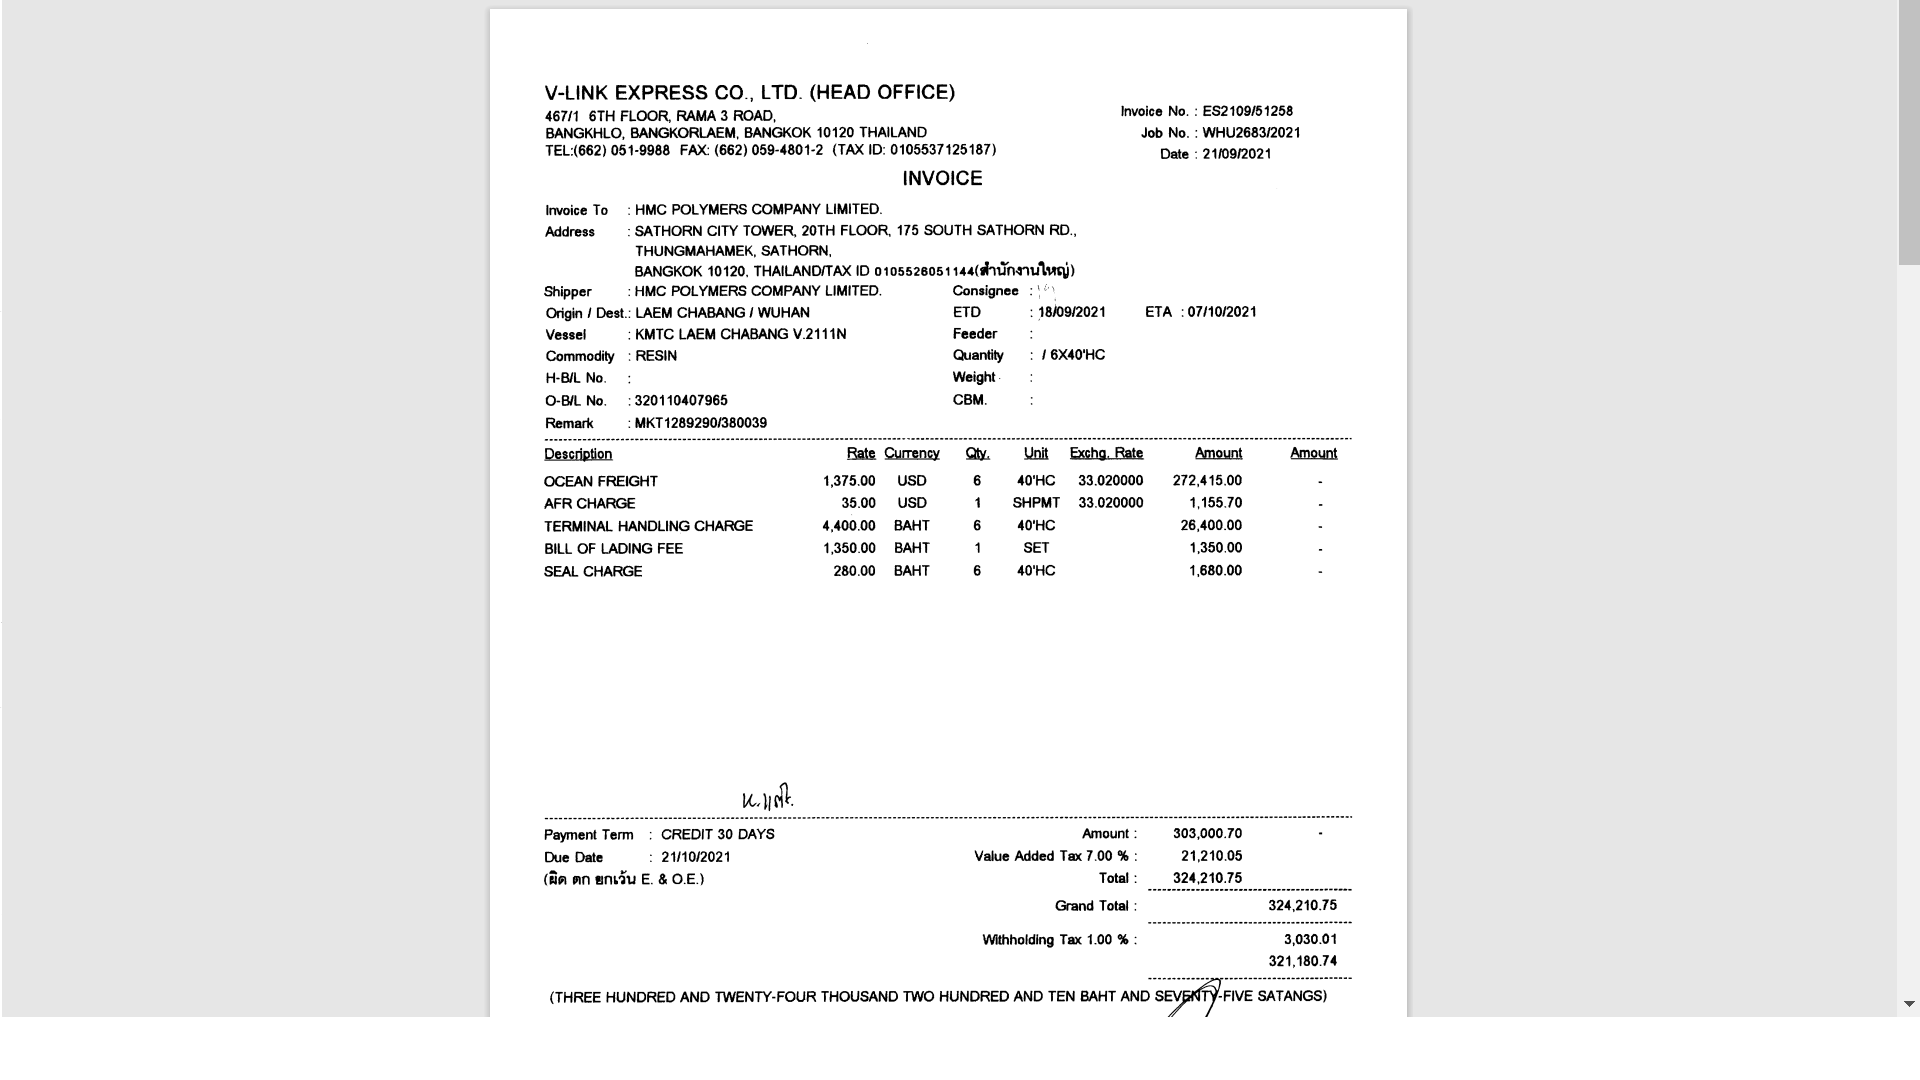 V-LINK EXPRESS CO., LTD. (HEAD OFFICE)
467/1 6TH FLOOR, RAMA 3 ROAD,
BANGKHLO, BANGKORLAEM, BANGKOK 10120 THAILAND
TEL:(662) 051-9988 FAX: (662) 059-4801-2 (TAX ID: 0105537125187)
Invoice No. : ES2109/51258
Job No. : WHU2683/2021
Date : 21/09/2021
INVOICE
Invoice To : HMC POLYMERS COMPANY LIMITED.
Address : SATHORN CITY TOWER, 20TH FLOOR, 175 SOUTH SATHORN RD.,
THUNGMAHAMEK, SATHORN,
BANGKOK 10120, THAILAND/TAX ID 0105526051144(สำนักงานใหญ่)
Shipper : HMC POLYMERS COMPANY LIMITED. Consignee :
Origin / Dest.: LAEM CHABANG / WUHAN ETD : 18/09/2021 ETA : 07/10/2021
Vessel : KMTC LAEM CHABANG V.2111N Feeder :
Commodity : RESIN Quantity : / 6X40'HC
H-B/L No. : Weight :
O-B/L No. : 320110407965 CBM. :
Remark : MKT1289290/380039
Description Rate Currency Qty. Unit Exchg. Rate Amount Amount
OCEAN FREIGHT 1,375.00 USD 6 40'HC 33.020000 272,415.00 -
AFR CHARGE 35.00 USD 1 SHPMT 33.020000 1,155.70 -
TERMINAL HANDLING CHARGE 4,400.00 BAHT 6 40'HC 26,400.00 -
BILL OF LADING FEE 1,350.00 BAHT 1 SET 1,350.00 -
SEAL CHARGE 280.00 BAHT 6 40'HC 1,680.00 -
Payment Term : CREDIT 30 DAYS Amount : 303,000.70 -
Due Date : 21/10/2021 Value Added Tax 7.00 % : 21,210.05
(ผิด ตก ยกเว้น E. & O.E.) Total : 324,210.75
Grand Total : 324,210.75
Withholding Tax 1.00 % : 3,030.01
321,180.74
(THREE HUNDRED AND TWENTY-FOUR THOUSAND TWO HUNDRED AND TEN BAHT AND SEVENTY-FIVE SATANGS)